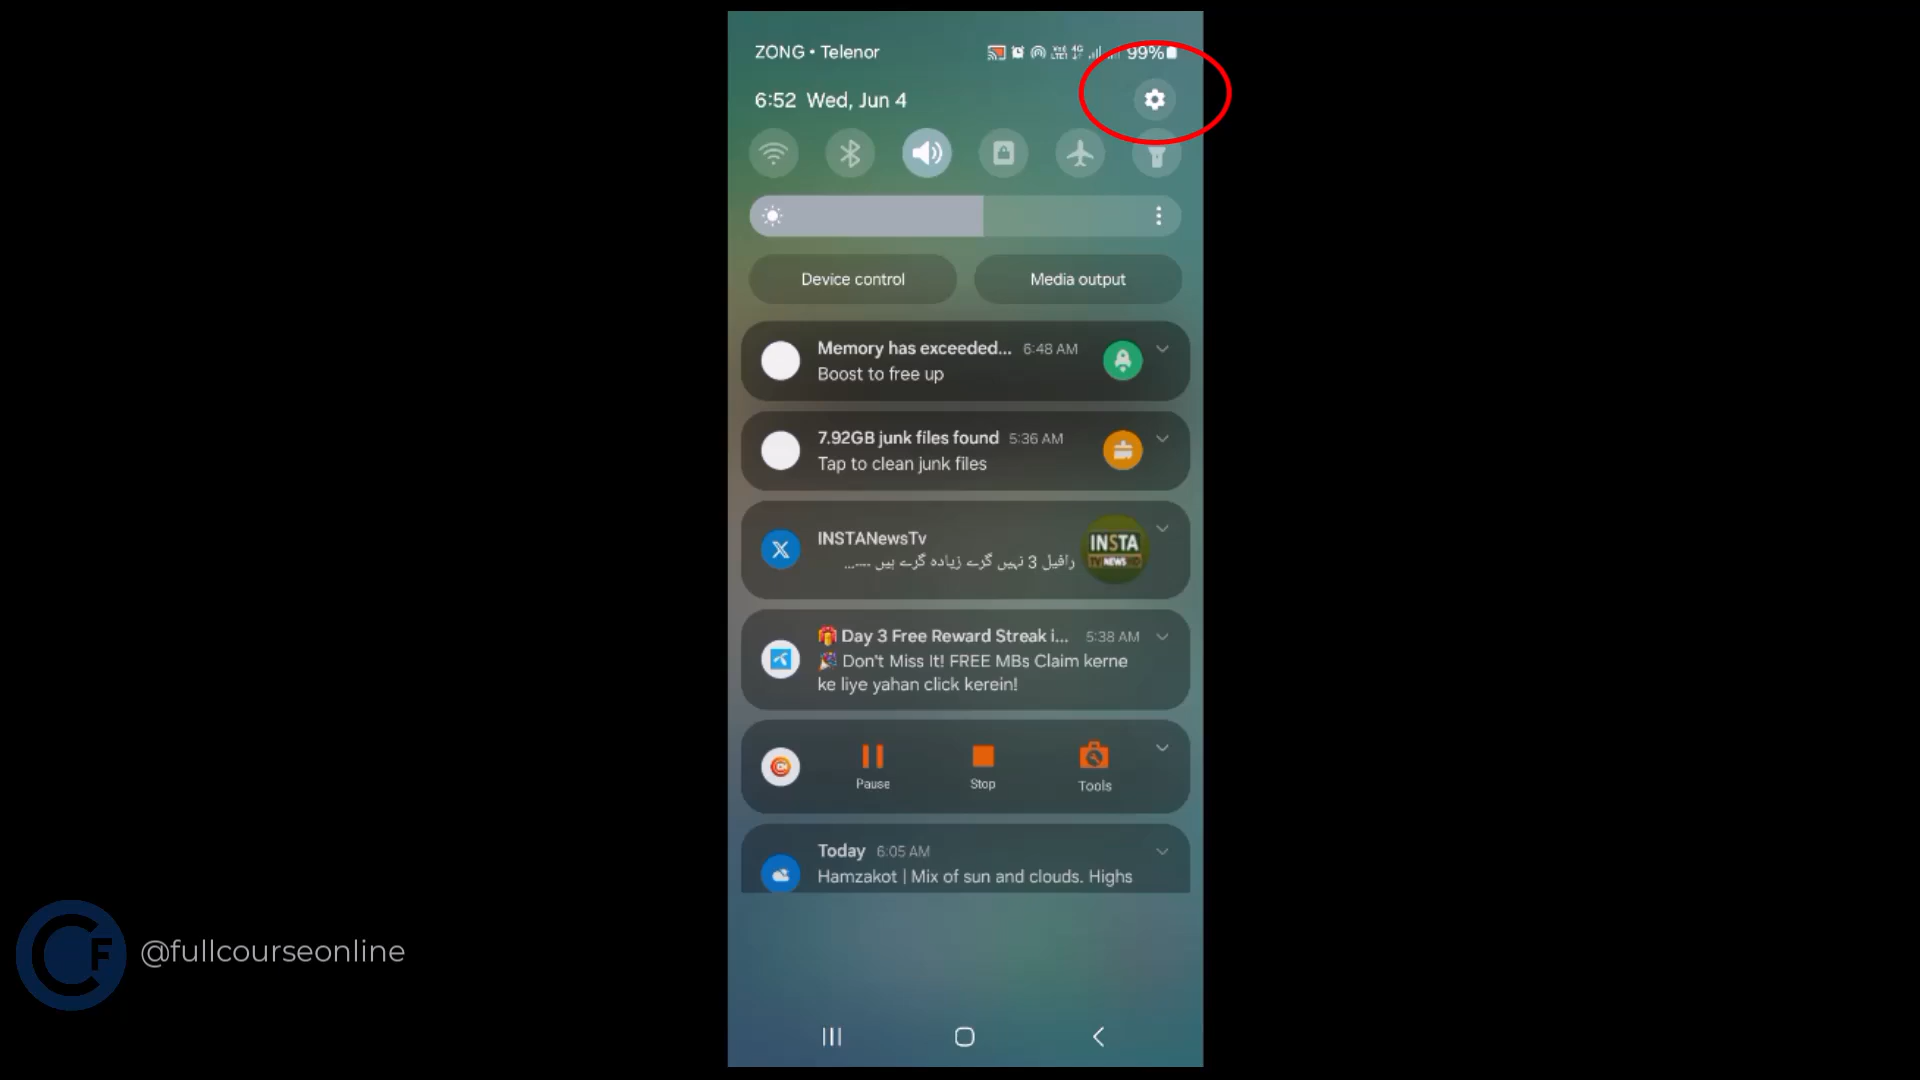 ZONG • Telenor
99%
6:52 Wed, Jun 4
Device control
Media output
Memory has exceeded... 6:48 AM
Boost to free up
7.92GB junk files found 5:36 AM
Tap to clean junk files
INSTANewsTv
رافیل 3 نہیں گرے زیادہ گرے ہیں ....
INSTA
TV NEWS
🎁 Day 3 Free Reward Streak i... 5:38 AM
🎉 Don't Miss It! FREE MBs Claim kerne
ke liye yahan click kerein!
Pause
Stop
Tools
Today 6:05 AM
Hamzakot | Mix of sun and clouds. Highs
CF
@fullcourseonline